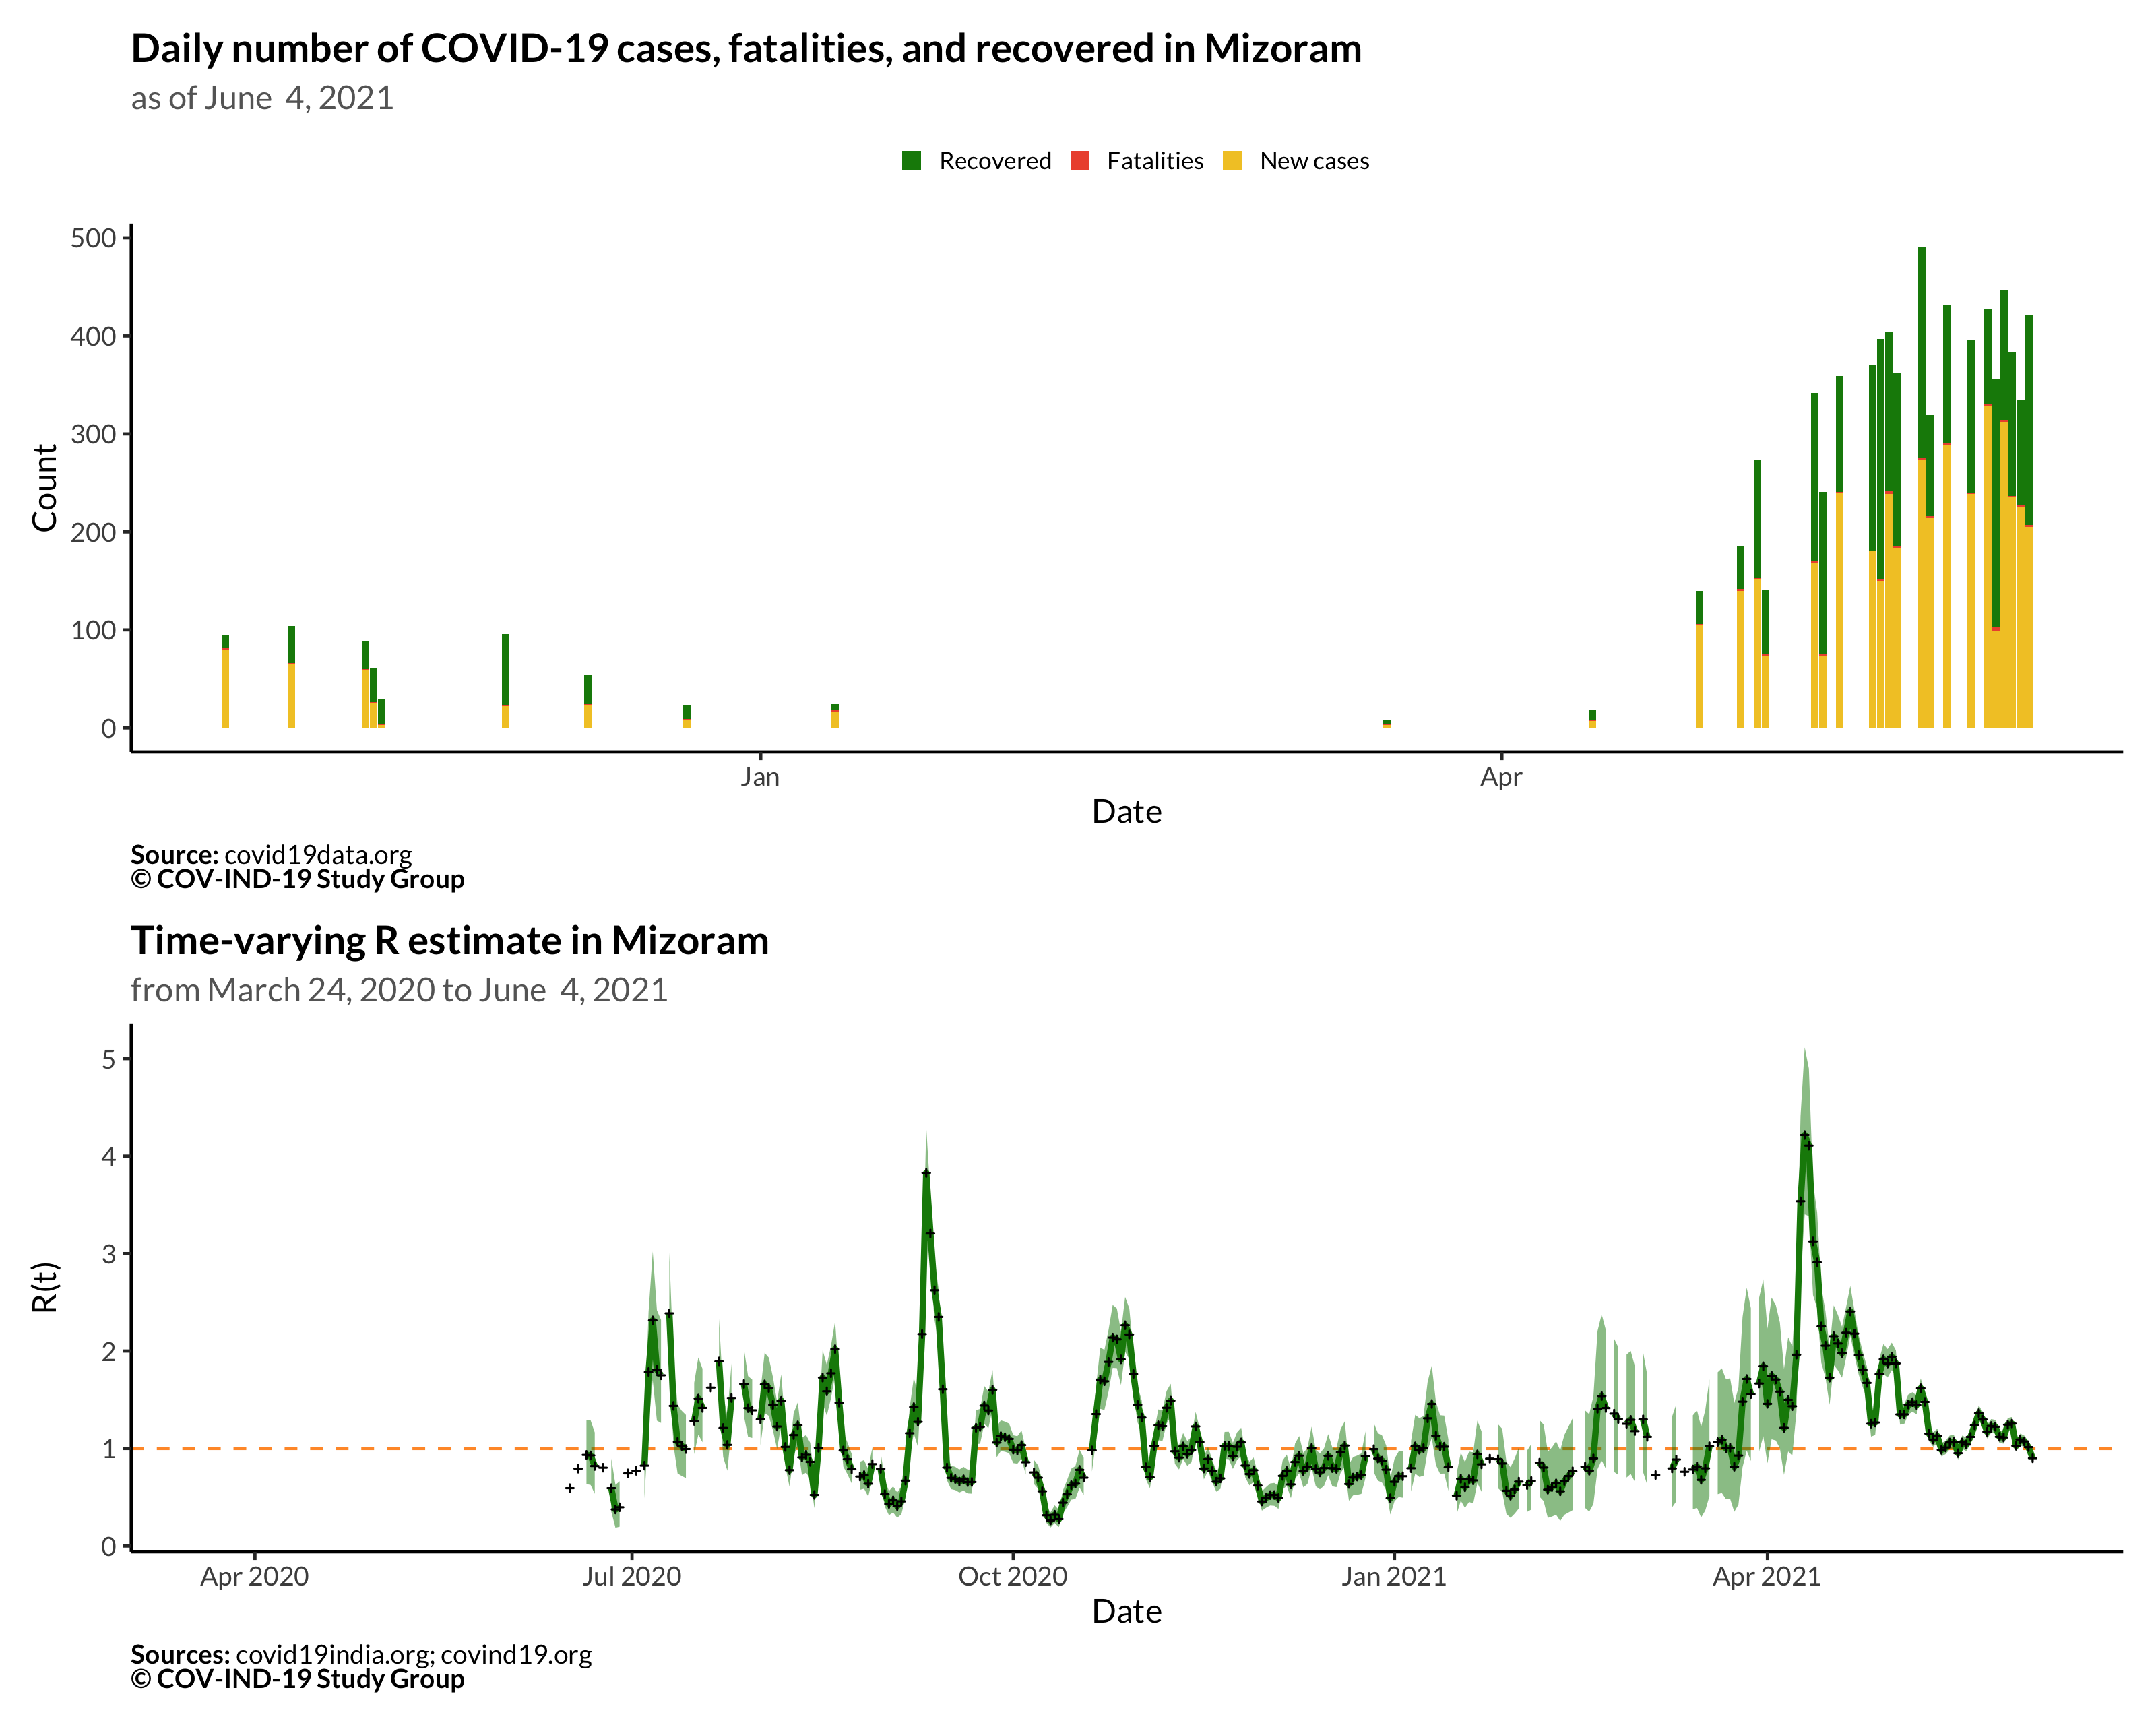 Daily number of COVID-19 cases, fatalities, and recovered in Mizoram
as of June  4, 2021
Recovered Fatalities New cases
500
400
300
200
100
0
Count
Jan Apr
Date
Source: covid19data.org
© COV-IND-19 Study Group
Time-varying R estimate in Mizoram
from March 24, 2020 to June  4, 2021
5
4
3
2
1
0
R(t)
Apr 2020 Jul 2020 Oct 2020 Jan 2021 Apr 2021
Date
Sources: covid19india.org; covind19.org
© COV-IND-19 Study Group